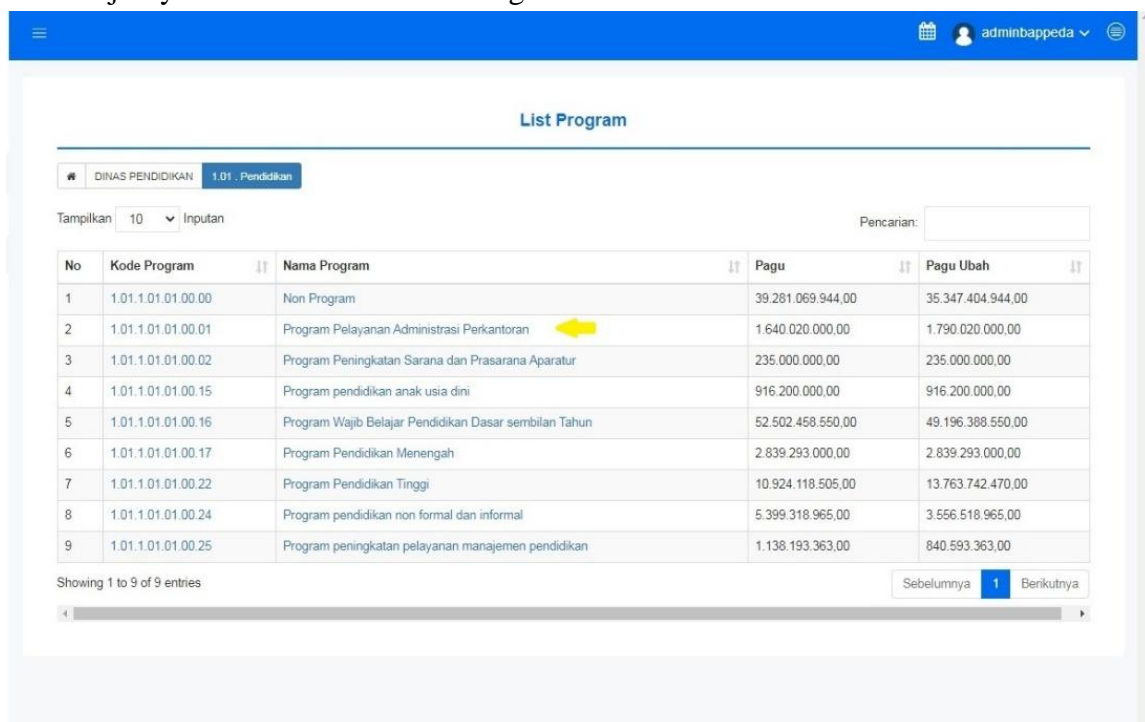 adminbappeda
List Program
DINAS PENDIDIKAN 1.01 . Pendidikan
Tampilkan 10 Inputan Pencarian:
No Kode Program Nama Program Pagu Pagu Ubah
1 1.01.1.01.01.00.00 Non Program 39.281.069.944,00 35.347.404.944,00
2 1.01.1.01.01.00.01 Program Pelayanan Administrasi Perkantoran 1.640.020.000,00 1.790.020.000,00
3 1.01.1.01.01.00.02 Program Peningkatan Sarana dan Prasarana Aparatur 235.000.000,00 235.000.000,00
4 1.01.1.01.01.00.15 Program pendidikan anak usia dini 916.200.000,00 916.200.000,00
5 1.01.1.01.01.00.16 Program Wajib Belajar Pendidikan Dasar sembilan Tahun 52.502.458.550,00 49.196.388.550,00
6 1.01.1.01.01.00.17 Program Pendidikan Menengah 2.839.293.000,00 2.839.293.000,00
7 1.01.1.01.01.00.22 Program Pendidikan Tinggi 10.924.118.505,00 13.763.742.470,00
8 1.01.1.01.01.00.24 Program pendidikan non formal dan informal 5.399.318.965,00 3.556.518.965,00
9 1.01.1.01.01.00.25 Program peningkatan pelayanan manajemen pendidikan 1.138.193.363,00 840.593.363,00
Showing 1 to 9 of 9 entries Sebelumnya 1 Berikutnya